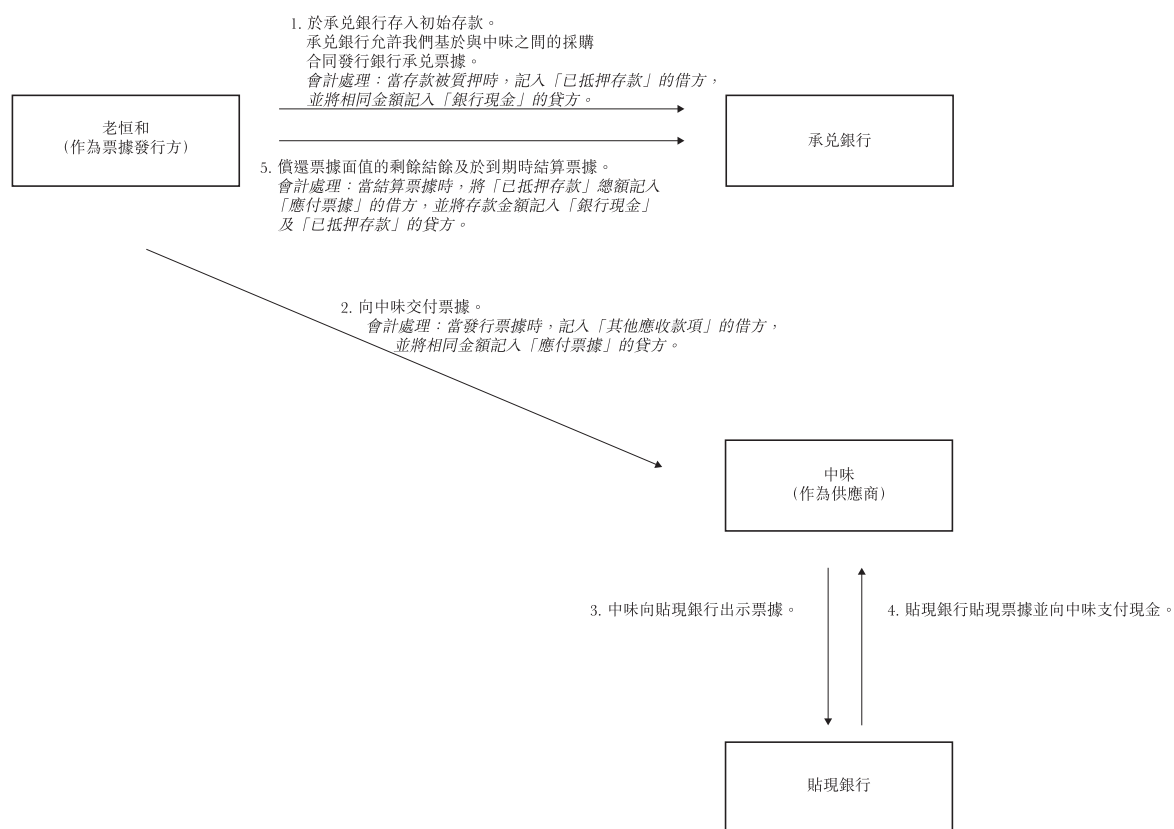 1. 於承兑銀行存入初始存款。
承兑銀行允許我們基於與中味之間的採購
合同發行銀行承兑票據。
會計處理：當存款被質押時，記入「已抵押存款」的借方，
並將相同金額記入「銀行現金」的貸方。
老恒和
（作為票據發行方）
承兑銀行
5. 償還票據面值的剩餘結餘及於到期時結算票據。
會計處理：當結算票據時，將「已抵押存款」總額記入
「應付票據」的借方，並將存款金額記入「銀行現金」
及「已抵押存款」的貸方。
2. 向中味交付票據。
會計處理：當發行票據時，記入「其他應收款項」的借方，
並將相同金額記入「應付票據」的貸方。
中味
（作為供應商）
3. 中味向貼現銀行出示票據。
4. 貼現銀行貼現票據並向中味支付現金。
貼現銀行